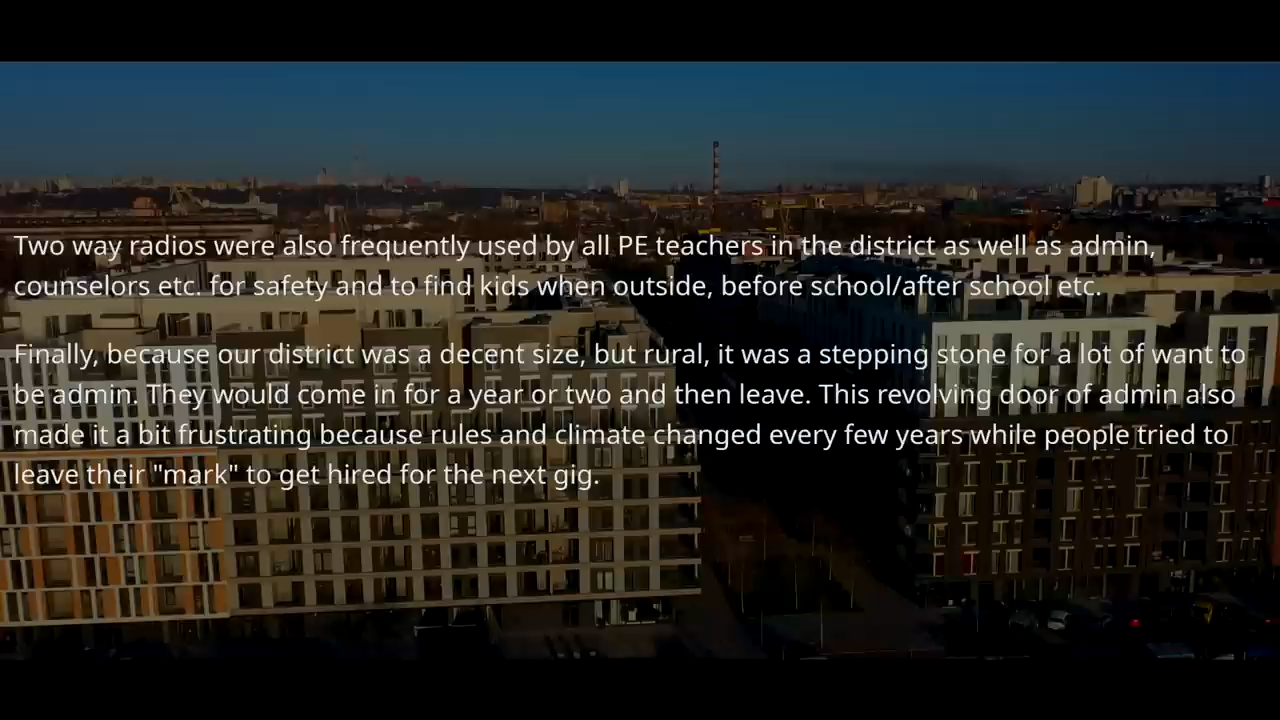 Two way radios were also frequently used by all PE teachers in the district as well as admin,
counselors etc. for safety and to find kids when outside, before school/after school etc.
Finally, because our district was a decent size, but rural, it was a stepping stone for a lot of want to
be admin. They would come in for a year or two and then leave. This revolving door of admin also
made it a bit frustrating because rules and climate changed every few years while people tried to
leave their "mark" to get hired for the next gig.